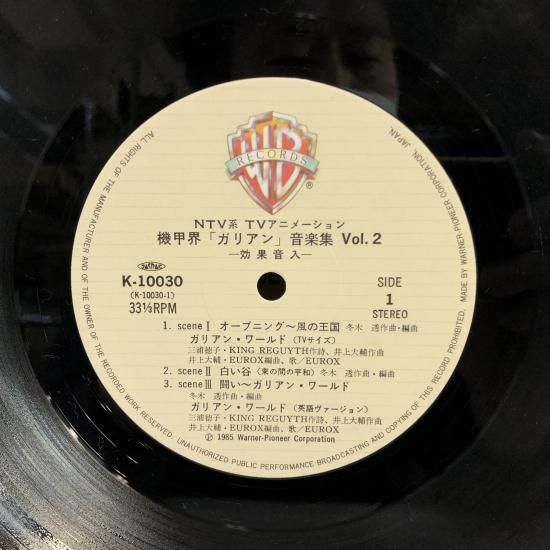 WB
RECORDS
®
NTV系 TVアニメーション
機甲界「ガリアン」音楽集 Vol.2
—効果音入—
K-10030
(K-10030-1)
33⅓RPM
SIDE
1
STEREO
1. scene Ⅰ オープニング〜風の王国 冬木 透作曲・編曲
ガリアン・ワールド (TVサイズ)
三浦徳子・KING REGUYTH作詩、井上大輔作曲
井上大輔・EUROX編曲、歌／EUROX
2. scene Ⅱ 白い谷 (束の間の平和) 冬木 透作曲・編曲
3. scene Ⅲ 闘い〜ガリアン・ワールド
冬木 透作曲・編曲
ガリアン・ワールド (英語ヴァージョン)
三浦徳子・KING REGUYTH作詩、井上大輔作曲
井上大輔・EUROX編曲、歌／EUROX
Ⓟ 1985 Warner-Pioneer Corporation
ALL RIGHTS OF THE MANUFACTURER AND OF THE OWNER OF THE RECORDED WORK RESERVED. UNAUTHORIZED PUBLIC PERFORMANCE BROADCASTING AND COPYING OF THIS RECORD PROHIBITED. MADE BY WARNER-PIONEER CORPORATION, JAPAN.